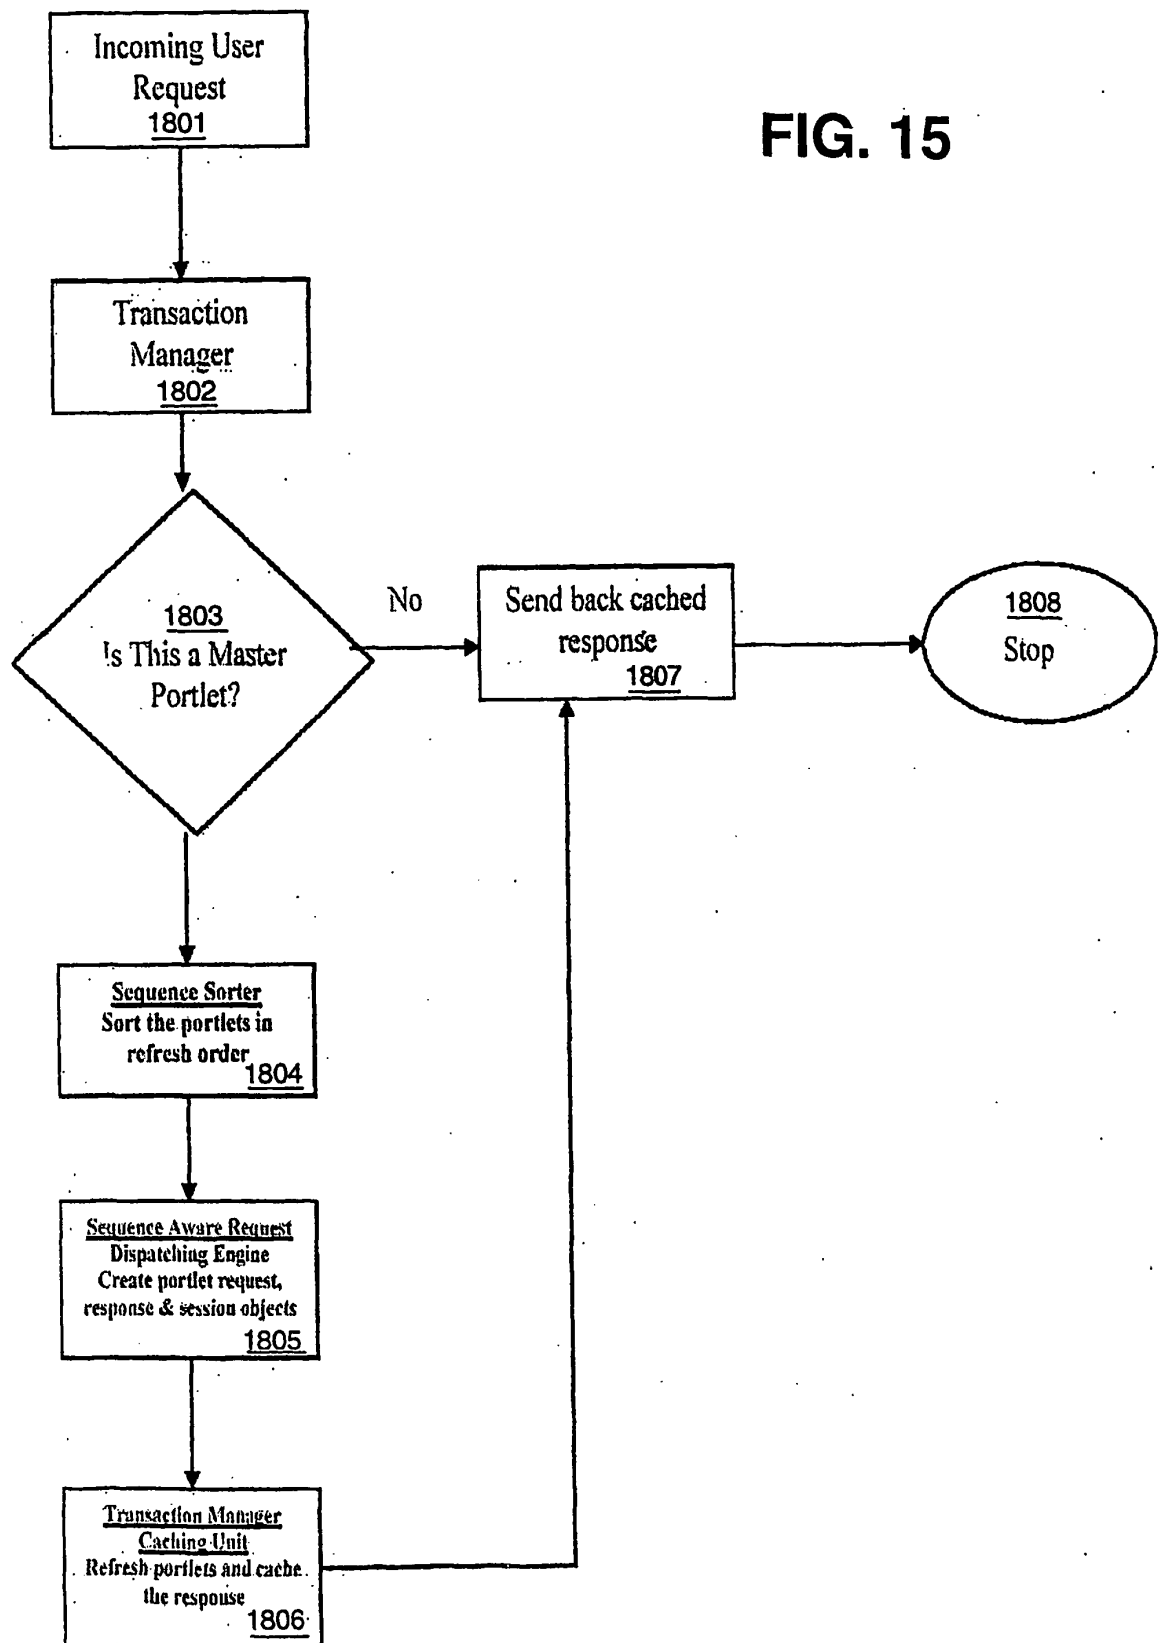 Incoming User
Request
1801
FIG. 15
Transaction
Manager
1802
1803
Is This a Master
Portlet?
No
Send back cached
response
1807
1808
Stop
Sequence Sorter
Sort the portlets in
refresh order
1804
Sequence Aware Request
Dispatching Engine
Create portlet request,
response & session objects
1805
Transaction Manager
Caching Unit
Refresh portlets and cache
the response
1806